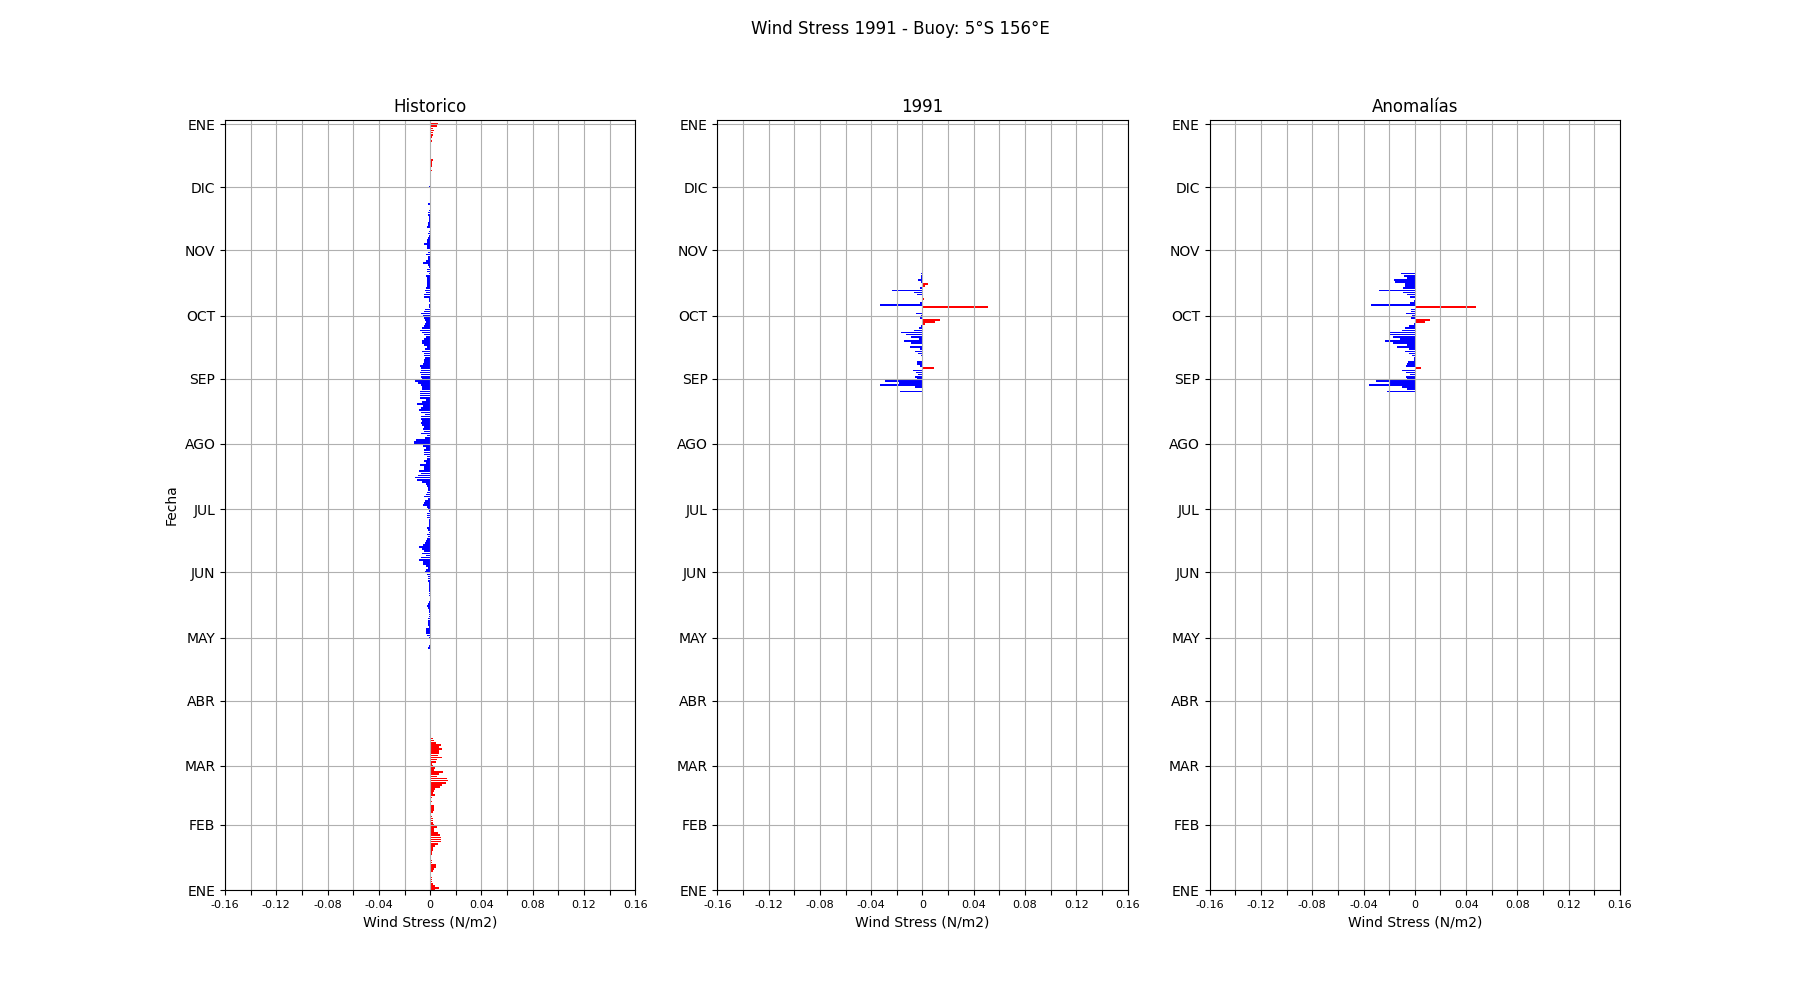 Wind Stress 1991 - Buoy: 5°S 156°E
Historico
ENE
DIC
NOV
OCT
SEP
AGO
JUL
JUN
MAY
ABR
MAR
FEB
ENE
Fecha
-0.16 -0.12 -0.08 -0.04 0 0.04 0.08 0.12 0.16
Wind Stress (N/m2)
1991
ENE
DIC
NOV
OCT
SEP
AGO
JUL
JUN
MAY
ABR
MAR
FEB
ENE
-0.16 -0.12 -0.08 -0.04 0 0.04 0.08 0.12 0.16
Wind Stress (N/m2)
Anomalías
ENE
DIC
NOV
OCT
SEP
AGO
JUL
JUN
MAY
ABR
MAR
FEB
ENE
-0.16 -0.12 -0.08 -0.04 0 0.04 0.08 0.12 0.16
Wind Stress (N/m2)